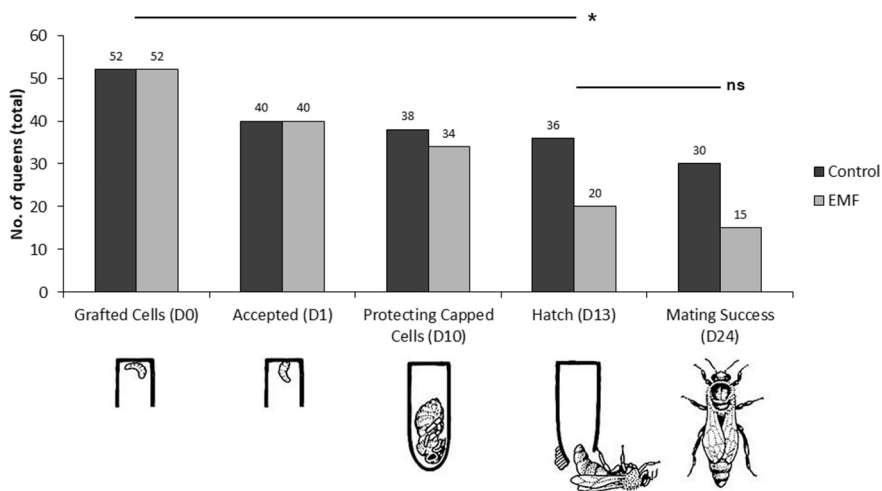 *
60
50
40
30
20
10
0
No. of queens (total)
52 52
40 40
38 34
36 20
30 15
ns
Control
EMF
Grafted Cells (D0)
Accepted (D1)
Protecting Capped
Cells (D10)
Hatch (D13)
Mating Success
(D24)